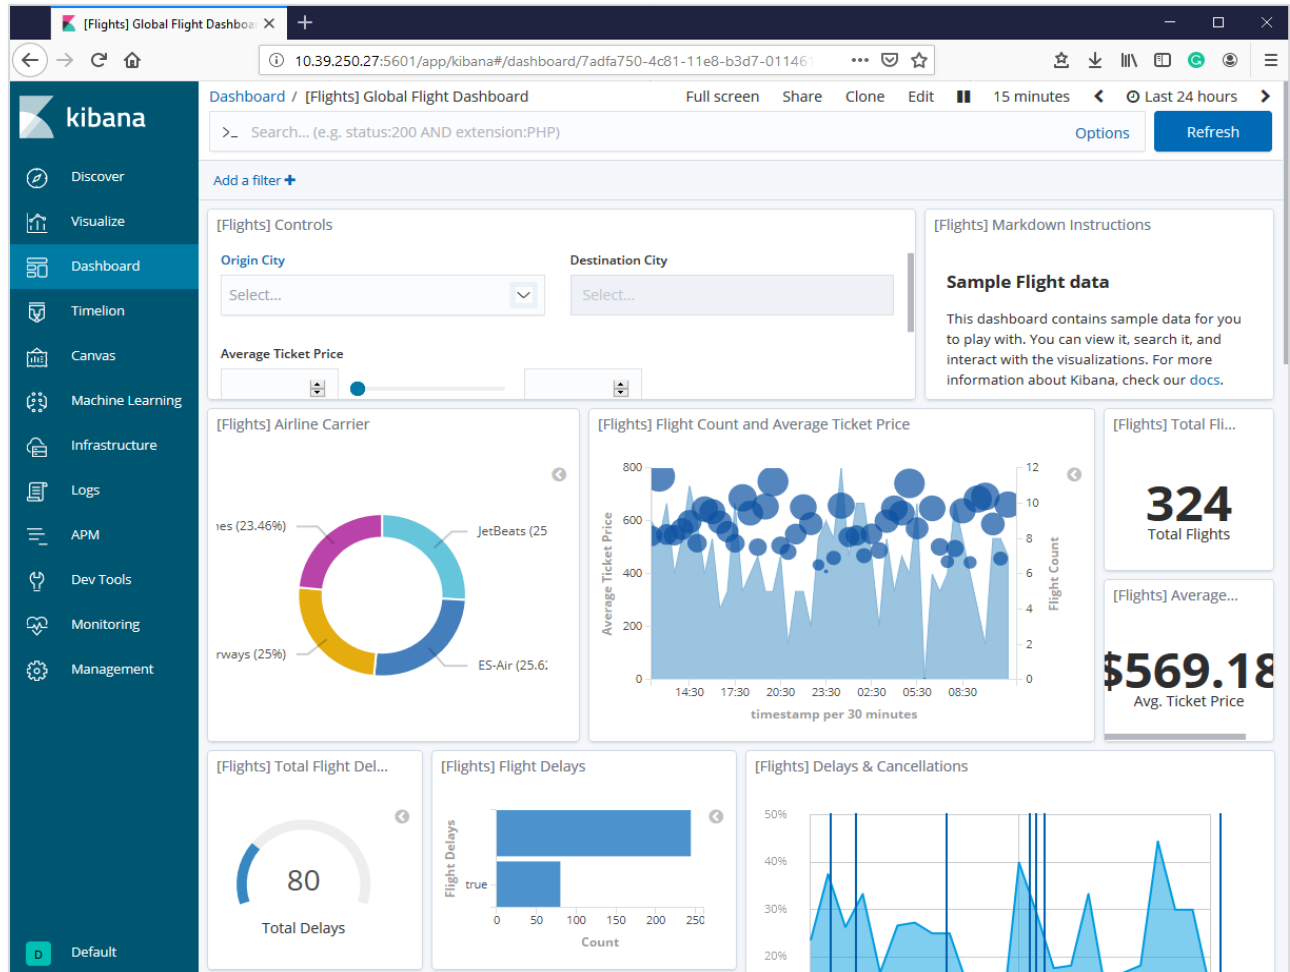 [Flights] Global Flight Dashboa
10.39.250.27:5601/app/kibana#/dashboard/7adfa750-4c81-11e8-b3d7-01146
kibana
Dashboard / [Flights] Global Flight Dashboard
Full screen Share Clone Edit 15 minutes Last 24 hours
>_ Search... (e.g. status:200 AND extension:PHP)
Options
Refresh
Add a filter
Discover
Visualize
Dashboard
Timelion
Canvas
Machine Learning
Infrastructure
Logs
APM
Dev Tools
Monitoring
Management
D Default
[Flights] Controls
Origin City
Select...
Destination City
Select...
Average Ticket Price
[Flights] Markdown Instructions
Sample Flight data
This dashboard contains sample data for you
to play with. You can view it, search it, and
interact with the visualizations. For more
information about Kibana, check our docs.
[Flights] Airline Carrier
nes (23.46%)
JetBeats (25
rways (25%)
ES-Air (25.62
[Flights] Flight Count and Average Ticket Price
800
600
400
200
0
Average Ticket Price
12
10
8
6
4
2
0
Flight Count
14:30 17:30 20:30 23:30 02:30 05:30 08:30
timestamp per 30 minutes
[Flights] Total Fli...
324
Total Flights
[Flights] Average...
$569.18
Avg. Ticket Price
[Flights] Total Flight Del...
80
Total Delays
[Flights] Flight Delays
Flight Delays
true
0 50 100 150 200 250
Count
[Flights] Delays & Cancellations
50%
40%
30%
20%